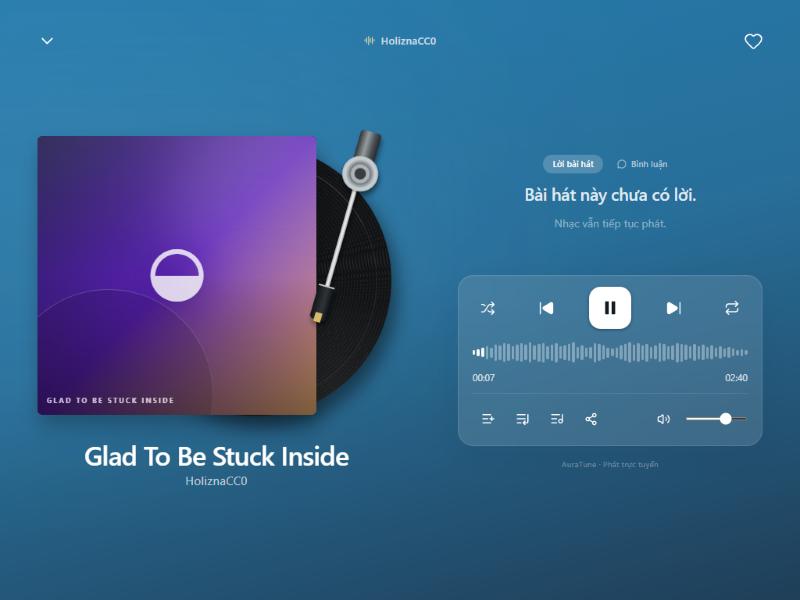 HoliznaCC0
GLAD TO BE STUCK INSIDE
Glad To Be Stuck Inside
HoliznaCC0
Lời bài hát
Bình luận
Bài hát này chưa có lời.
Nhạc vẫn tiếp tục phát.
00:07
02:40
AuraTune · Phát trực tuyến